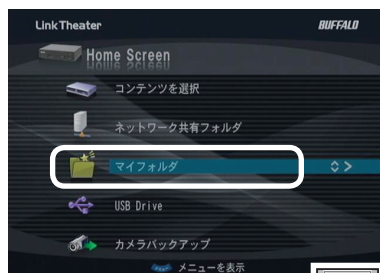 LinkTheater
BUFFALO
Home Screen
コンテンツを選択
ネットワーク共有フォルダ
マイフォルダ
USB Drive
カメラバックアップ
メニューを表示